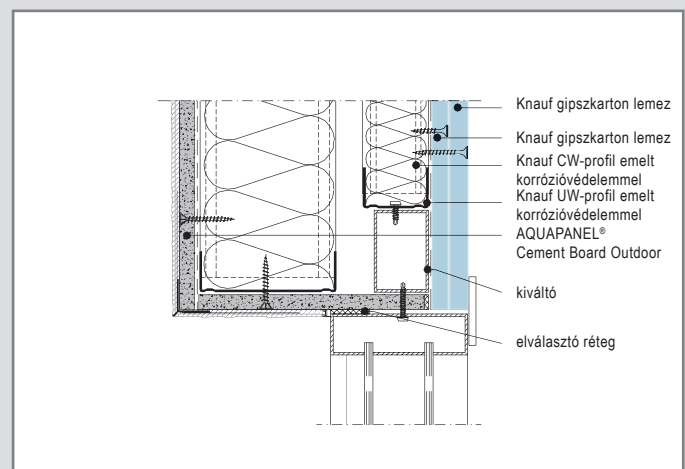 Knauf gipszkarton lemez
Knauf gipszkarton lemez
Knauf CW-profil emelt
korrózióvédelemmel
Knauf UW-profil emelt
korrózióvédelemmel
AQUAPANEL®
Cement Board Outdoor
kiváltó
elválasztó réteg